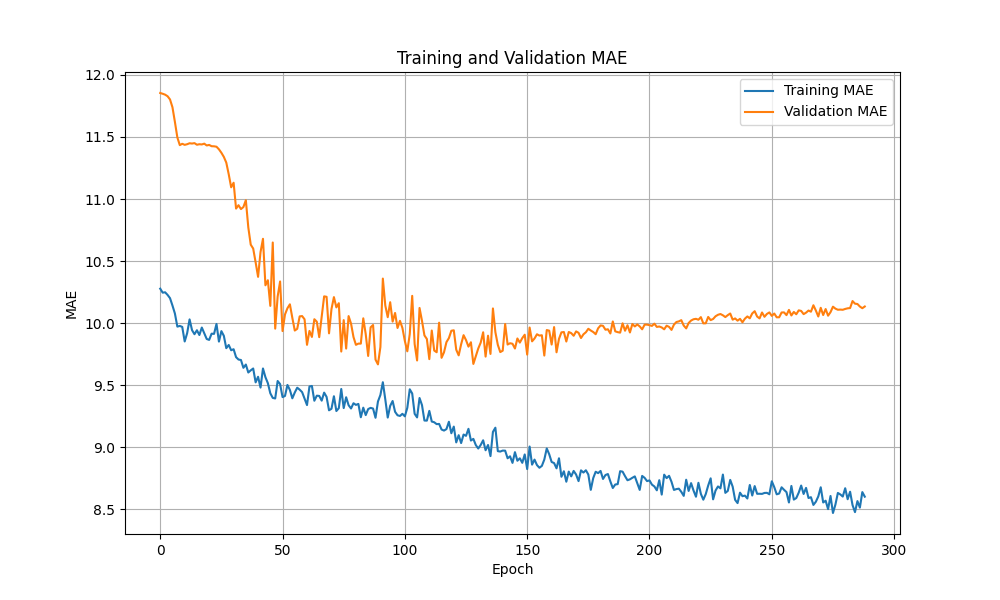 Training and Validation MAE
12.0
11.5
11.0
10.5
10.0
9.5
9.0
8.5
MAE
Training MAE
Validation MAE
0 50 100 150 200 250 300
Epoch